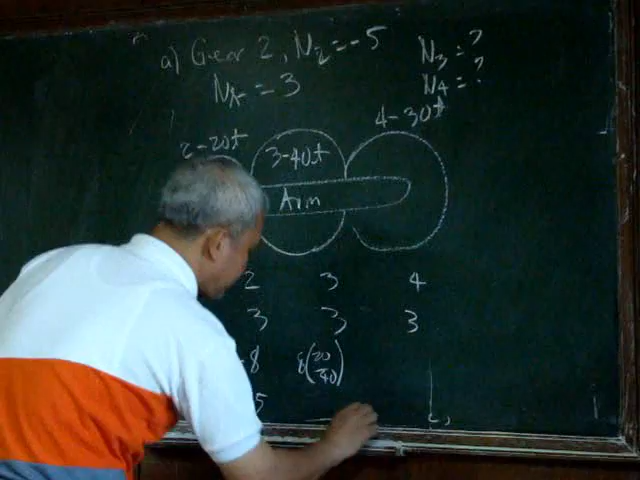 a) Gear 2, N2 = -5
N3 = ?
NA = 3
N4 = ?
2-20t
3-40t
4-30t
Arm
2 3 4
3 3 3
-8 8(20/40)
5